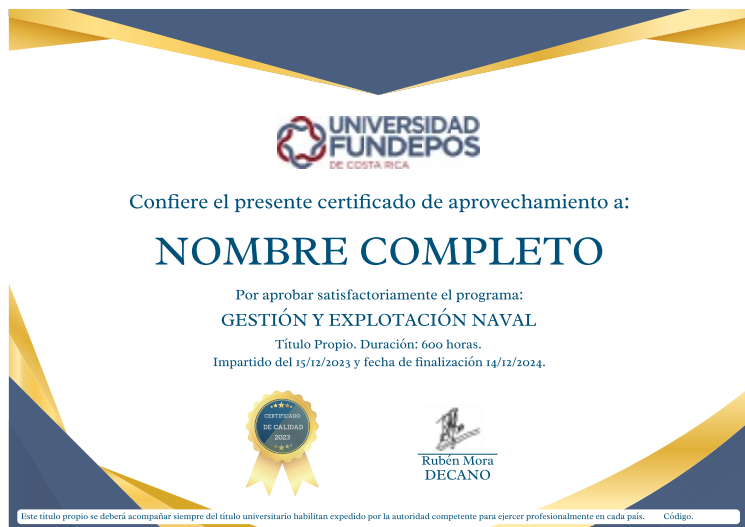 UNIVERSIDAD
FUNDEPOS
DE COSTA RICA
Confiere el presente certificado de aprovechamiento a:
NOMBRE COMPLETO
Por aprobar satisfactoriamente el programa:
GESTIÓN Y EXPLOTACIÓN NAVAL
Título Propio. Duración: 600 horas.
Impartido del 15/12/2023 y fecha de finalización 14/12/2024.
CERTIFICADO
DE CALIDAD
2023
Rubén Mora
DECANO
Este título propio se deberá acompañar siempre del título universitario habilitan expedido por la autoridad competente para ejercer profesionalmente en cada país. Código.